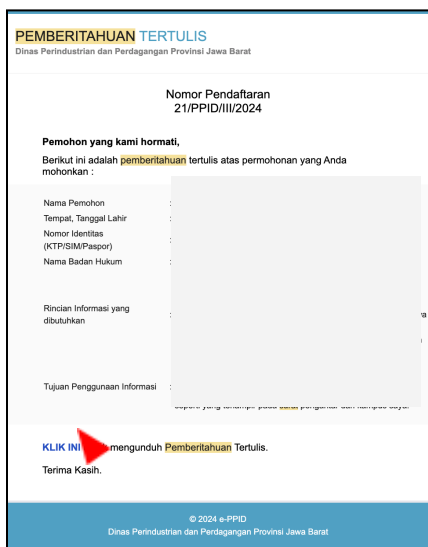 PEMBERITAHUAN TERTULIS
Dinas Perindustrian dan Perdagangan Provinsi Jawa Barat
Nomor Pendaftaran
21/PPID/III/2024
Pemohon yang kami hormati,
Berikut ini adalah pemberitahuan tertulis atas permohonan yang Anda
mohonkan :
Nama Pemohon :
Tempat, Tanggal Lahir :
Nomor Identitas
(KTP/SIM/Paspor) :
Nama Badan Hukum :
Rincian Informasi yang
dibutuhkan :
Tujuan Penggunaan Informasi :
KLIK INI mengunduh Pemberitahuan Tertulis.
Terima Kasih.
© 2024 e-PPID
Dinas Perindustrian dan Perdagangan Provinsi Jawa Barat